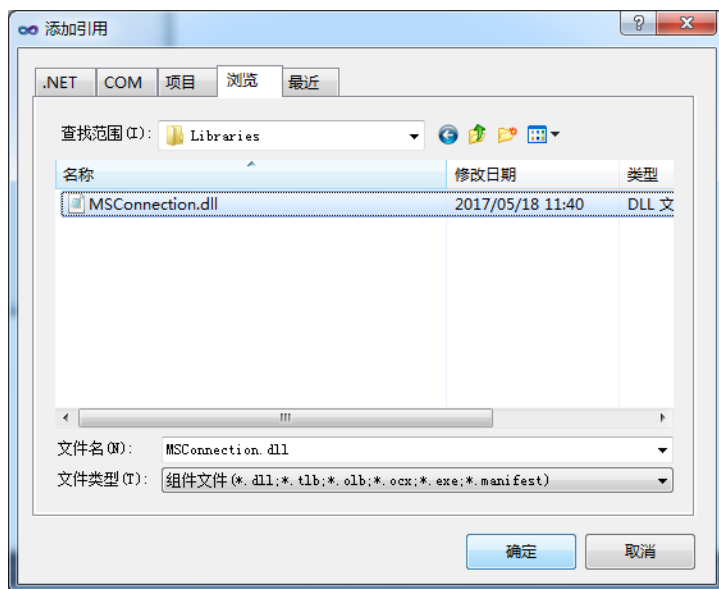 添加引用
.NET COM 项目 浏览 最近
查找范围(I): Libraries
名称 修改日期 类型
MSConnection.dll 2017/05/18 11:40 DLL 文
文件名(N): MSConnection.dll
文件类型(T): 组件文件(*.dll;*.tlb;*.olb;*.ocx;*.exe;*.manifest)
确定 取消